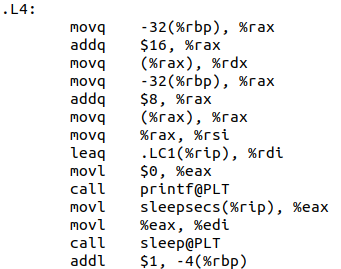 .L4:
movq -32(%rbp), %rax
addq $16, %rax
movq (%rax), %rdx
movq -32(%rbp), %rax
addq $8, %rax
movq (%rax), %rax
movq %rax, %rsi
leaq .LC1(%rip), %rdi
movl $0, %eax
call printf@PLT
movl sleepsecs(%rip), %eax
movl %eax, %edi
call sleep@PLT
addl $1, -4(%rbp)